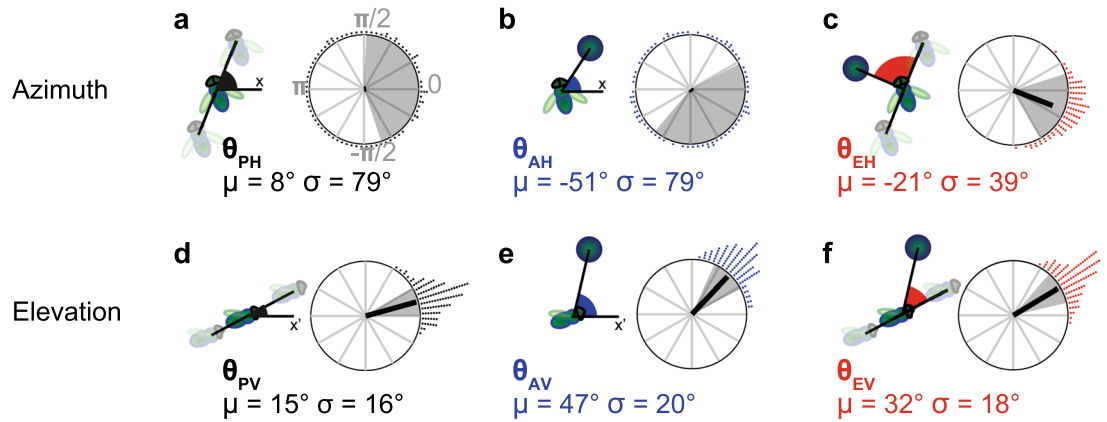 a
b
c
Azimuth
π/2
π
0
-π/2
x
x
θPH
μ = 8° σ = 79°
θAH
μ = -51° σ = 79°
θEH
μ = -21° σ = 39°
d
e
f
Elevation
x'
x'
θPV
μ = 15° σ = 16°
θAV
μ = 47° σ = 20°
θEV
μ = 32° σ = 18°